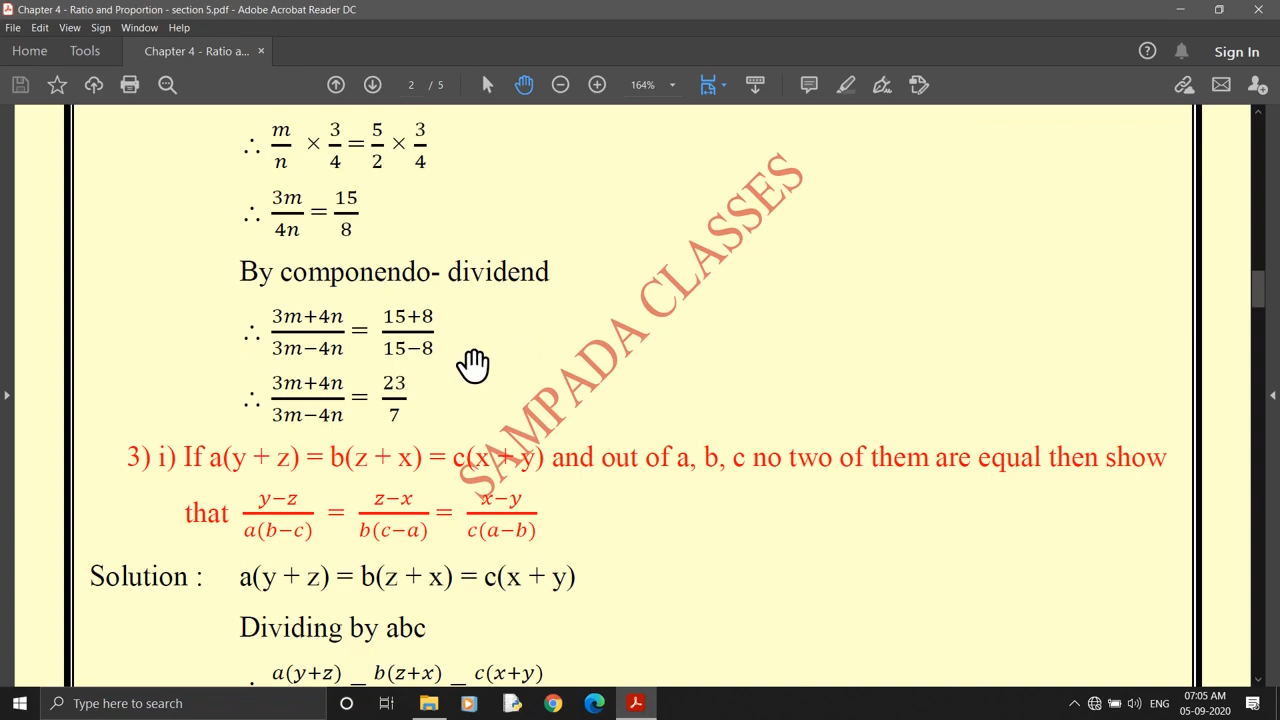 Chapter 4 - Ratio and Proportion - section 5.pdf - Adobe Acrobat Reader DC
File Edit View Sign Window Help
Home Tools Chapter 4 - Ratio a... × Sign In
2 / 5 164%
∴ m/n × 3/4 = 5/2 × 3/4
∴ 3m/4n = 15/8
By componendo- dividend
∴ (3m+4n)/(3m−4n) = (15+8)/(15−8)
∴ (3m+4n)/(3m−4n) = 23/7
3) i) If a(y + z) = b(z + x) = c(x + y) and out of a, b, c no two of them are equal then show
that (y−z)/(a(b−c)) = (z−x)/(b(c−a)) = (x−y)/(c(a−b))
Solution : a(y + z) = b(z + x) = c(x + y)
Dividing by abc
∴ a(y+z) = b(z+x) = c(x+y)
SAMPADA CLASSES
Type here to search
ENG 07:05 AM
05-09-2020